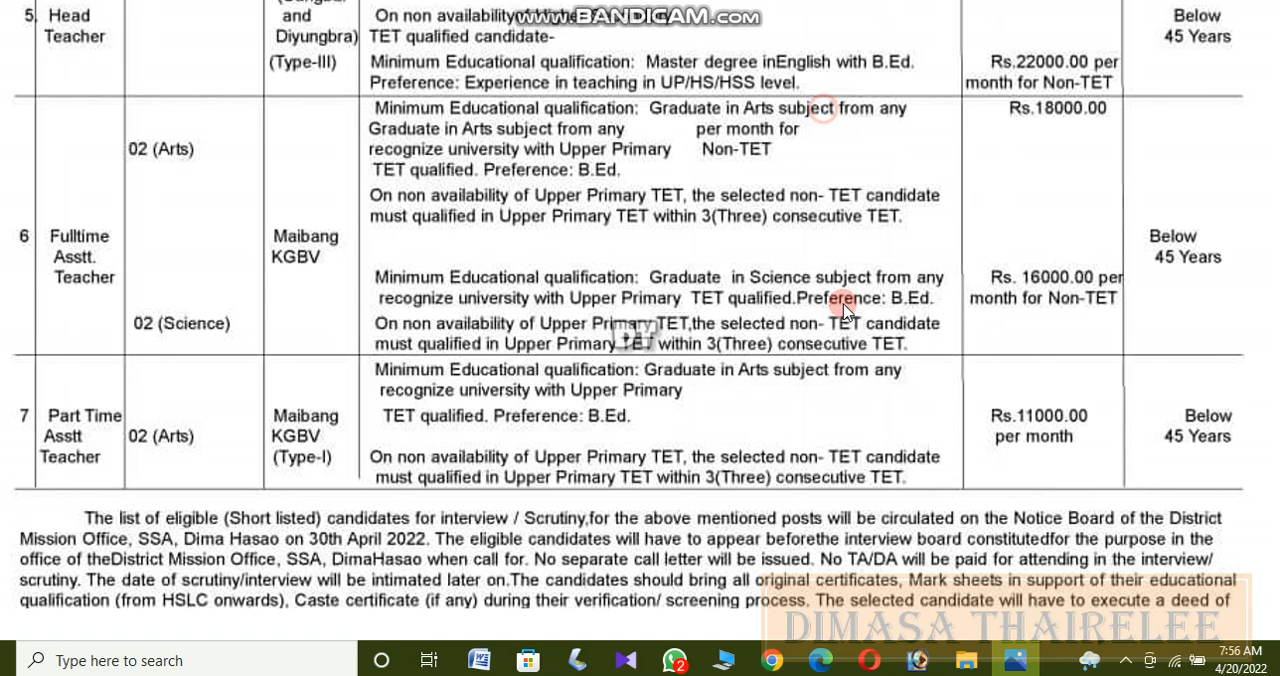 (Gungbar
5. Head and On non availability of Higher Secondary Below
Teacher Diyungbra) TET qualified candidate- 45 Years
www.BANDICAM.com
(Type-III) Minimum Educational qualification: Master degree inEnglish with B.Ed. Rs.22000.00 per
Preference: Experience in teaching in UP/HS/HSS level. month for Non-TET
Minimum Educational qualification: Graduate in Arts subject from any Rs.18000.00
Graduate in Arts subject from any per month for
02 (Arts) recognize university with Upper Primary Non-TET
TET qualified. Preference: B.Ed.
On non availability of Upper Primary TET, the selected non- TET candidate
must qualified in Upper Primary TET within 3(Three) consecutive TET.
6 Fulltime Maibang Below
Asstt. KGBV 45 Years
Teacher Minimum Educational qualification: Graduate in Science subject from any Rs. 16000.00 per
recognize university with Upper Primary TET qualified.Preference: B.Ed. month for Non-TET
02 (Science) On non availability of Upper Primary TET,the selected non- TET candidate
must qualified in Upper Primary TET within 3(Three) consecutive TET.
DY
Minimum Educational qualification: Graduate in Arts subject from any
recognize university with Upper Primary
7 Part Time Maibang TET qualified. Preference: B.Ed. Rs.11000.00 Below
Asstt 02 (Arts) KGBV per month 45 Years
Teacher (Type-I) On non availability of Upper Primary TET, the selected non- TET candidate
must qualified in Upper Primary TET within 3(Three) consecutive TET.
The list of eligible (Short listed) candidates for interview / Scrutiny,for the above mentioned posts will be circulated on the Notice Board of the District
Mission Office, SSA, Dima Hasao on 30th April 2022. The eligible candidates will have to appear beforethe interview board constitutedfor the purpose in the
office of theDistrict Mission Office, SSA, DimaHasao when call for. No separate call letter will be issued. No TA/DA will be paid for attending in the interview/
scrutiny. The date of scrutiny/interview will be intimated later on.The candidates should bring all original certificates, Mark sheets in support of their educational
qualification (from HSLC onwards), Caste certificate (if any) during their verification/ screening process. The selected candidate will have to execute a deed of
DIMASA THAIRELEE
Type here to search 2 7:56 AM
4/20/2022